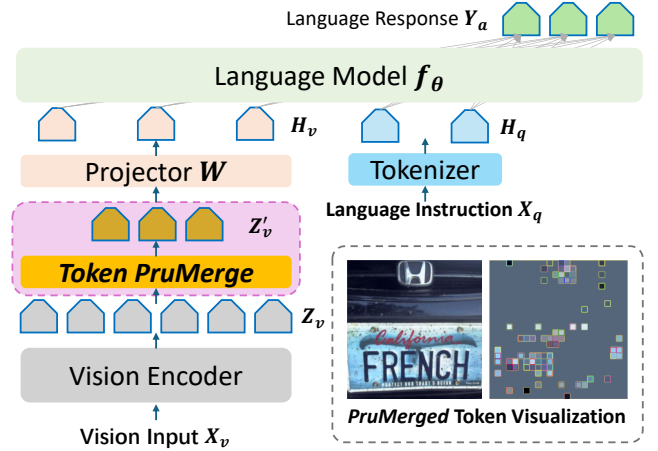 Language Response Y_a
Language Model f_θ
H_v
H_q
Projector W
Tokenizer
Z'_v
Language Instruction X_q
Token PruMerge
Z_v
California
FRENCH
Vision Encoder
PruMerged Token Visualization
Vision Input X_v